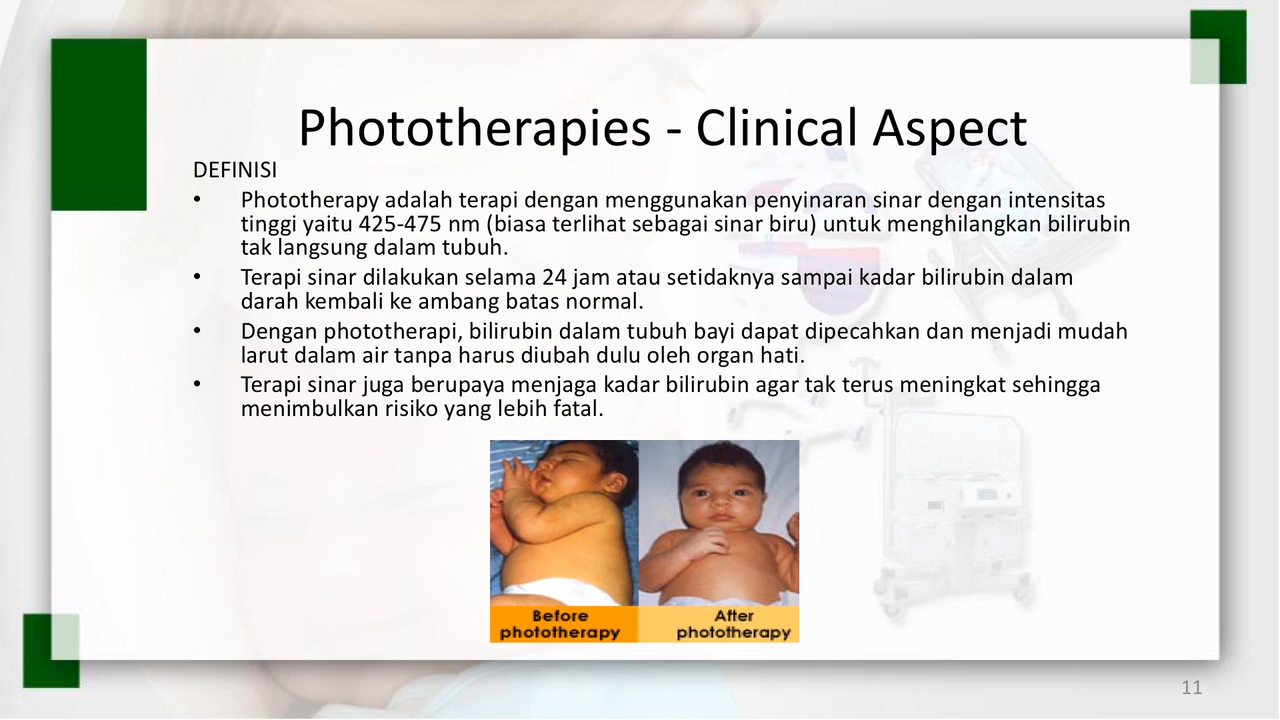 Phototherapies - Clinical Aspect
DEFINISI
• Phototherapy adalah terapi dengan menggunakan penyinaran sinar dengan intensitas
tinggi yaitu 425-475 nm (biasa terlihat sebagai sinar biru) untuk menghilangkan bilirubin
tak langsung dalam tubuh.
• Terapi sinar dilakukan selama 24 jam atau setidaknya sampai kadar bilirubin dalam
darah kembali ke ambang batas normal.
• Dengan phototherapi, bilirubin dalam tubuh bayi dapat dipecahkan dan menjadi mudah
larut dalam air tanpa harus diubah dulu oleh organ hati.
• Terapi sinar juga berupaya menjaga kadar bilirubin agar tak terus meningkat sehingga
menimbulkan risiko yang lebih fatal.
Before
phototherapy
After
phototherapy
11